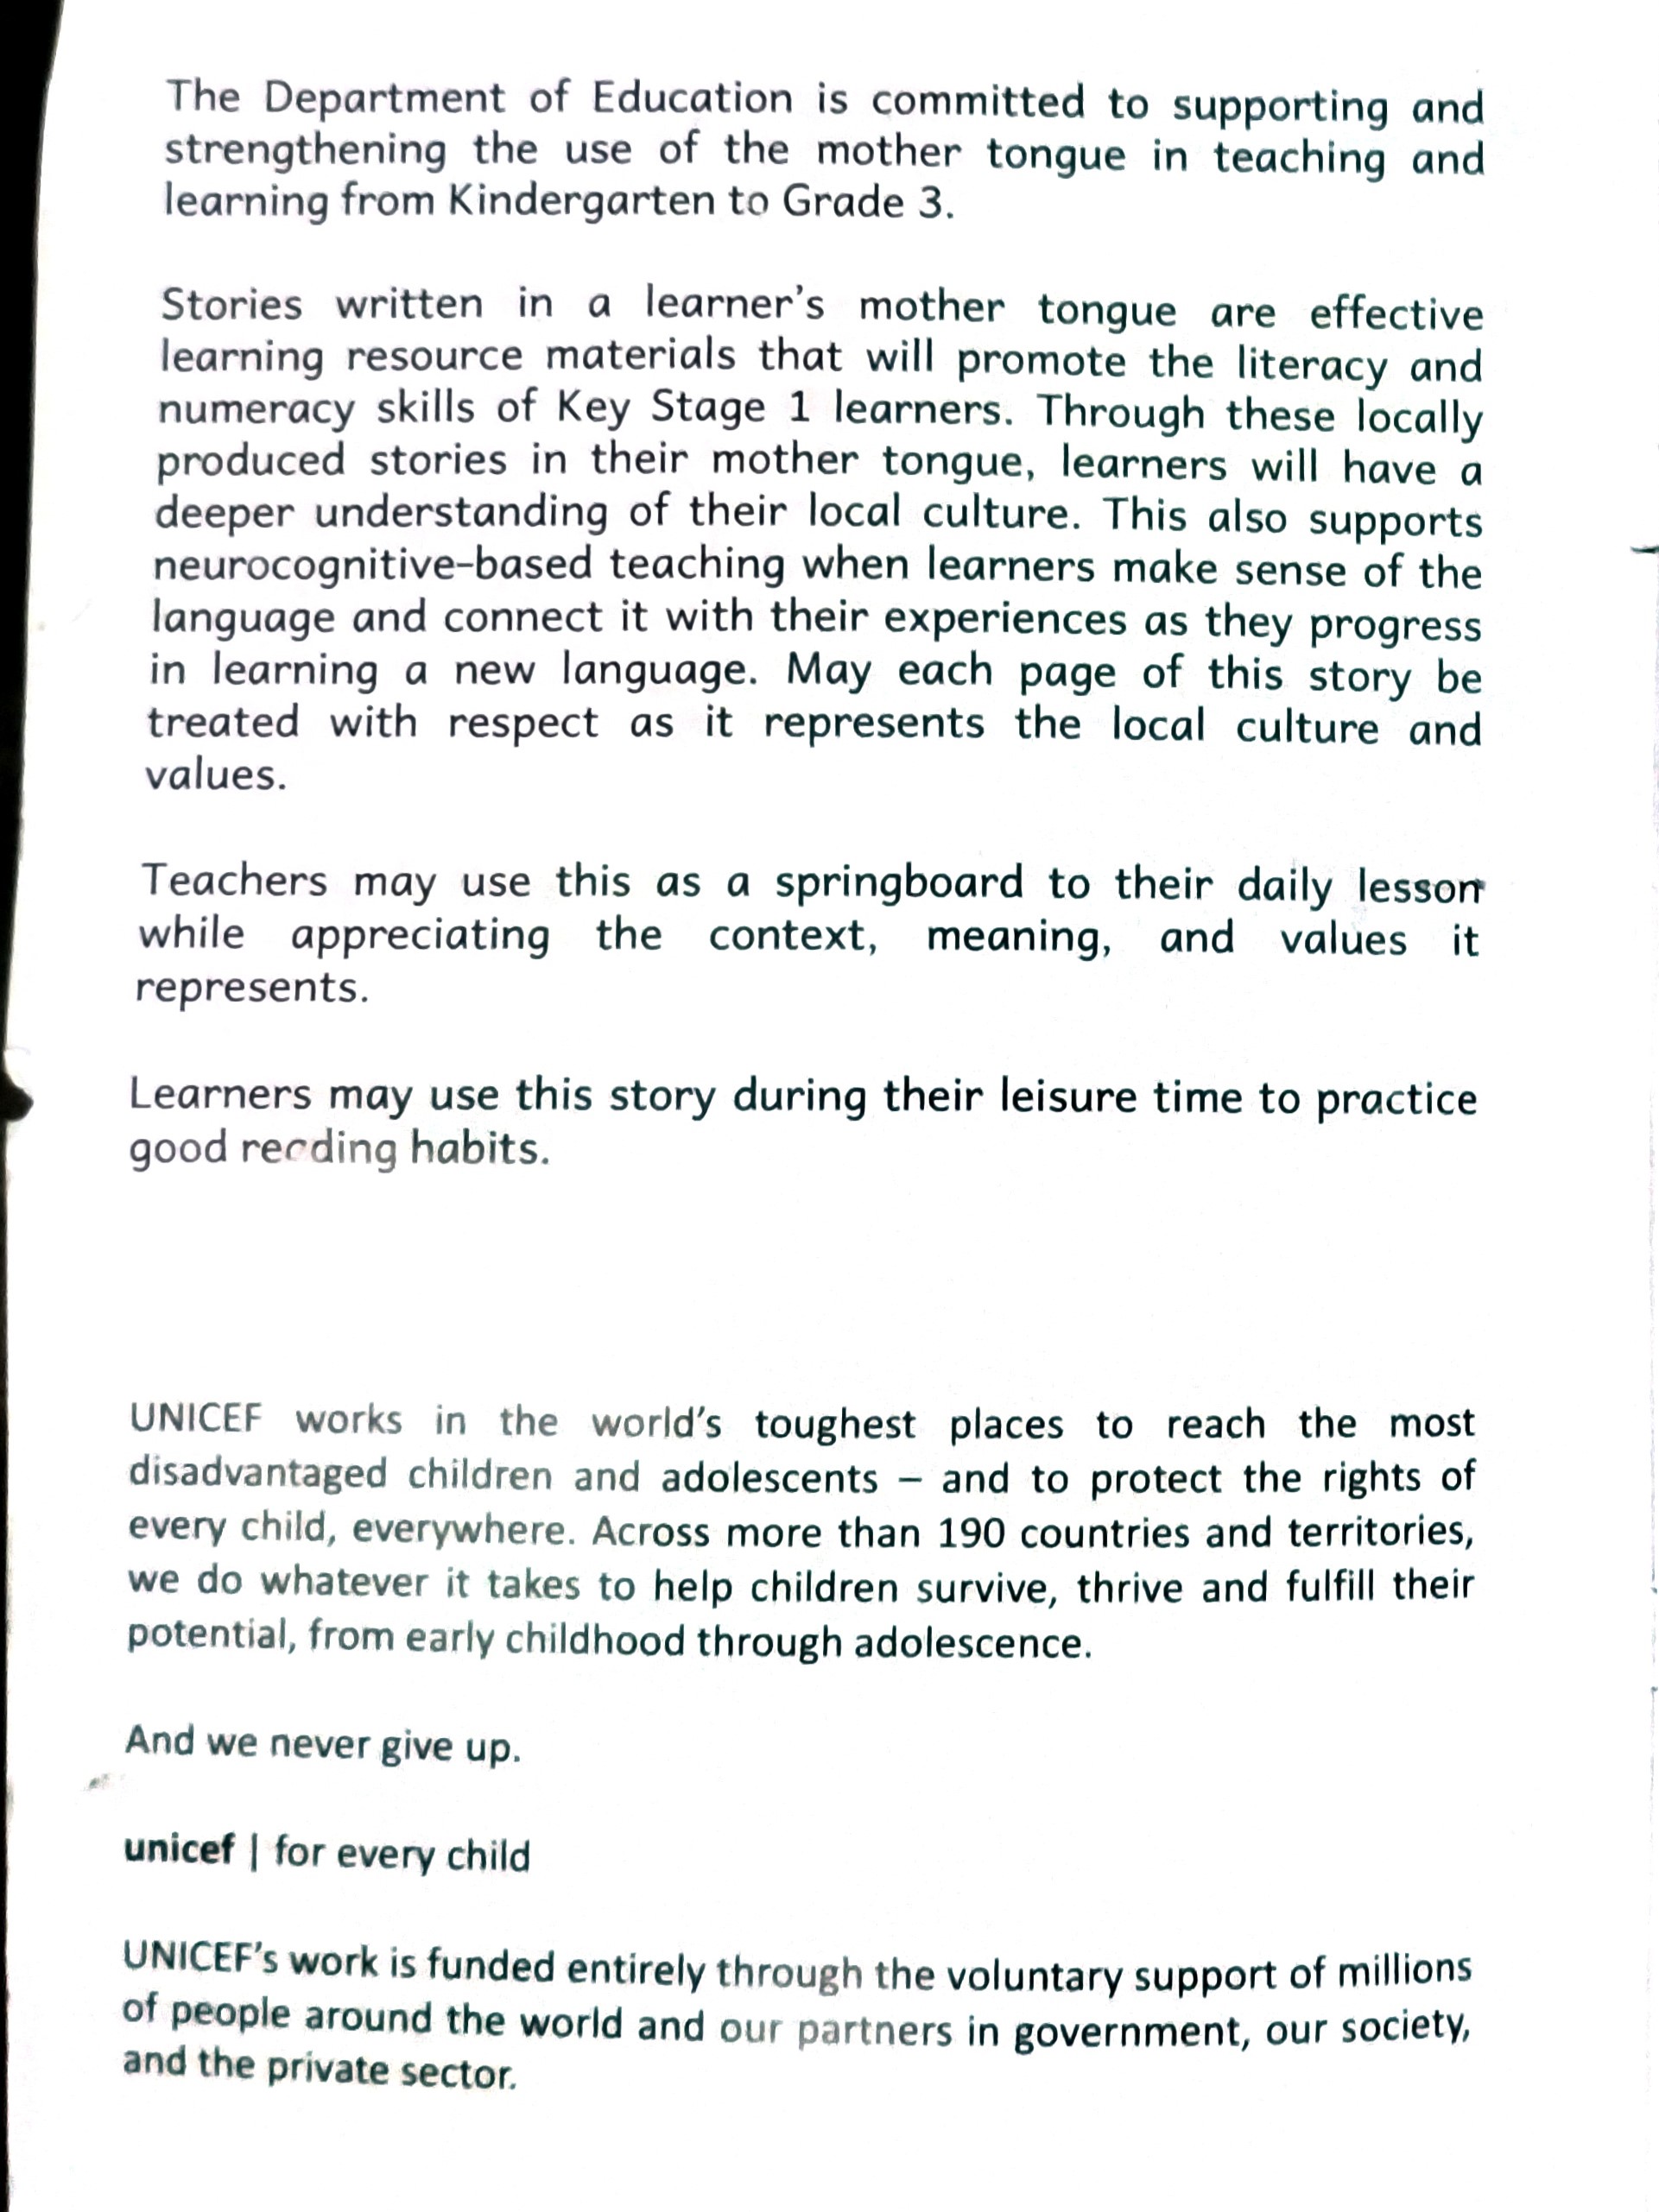 The Department of Education is committed to supporting and
strengthening the use of the mother tongue in teaching and
learning from Kindergarten to Grade 3.
Stories written in a learner's mother tongue are effective
learning resource materials that will promote the literacy and
numeracy skills of Key Stage 1 learners. Through these locally
produced stories in their mother tongue, learners will have a
deeper understanding of their local culture. This also supports
neurocognitive-based teaching when learners make sense of the
language and connect it with their experiences as they progress
in learning a new language. May each page of this story be
treated with respect as it represents the local culture and
values.
Teachers may use this as a springboard to their daily lesson
while appreciating the context, meaning, and values it
represents.
Learners may use this story during their leisure time to practice
good reading habits.
UNICEF works in the world's toughest places to reach the most
disadvantaged children and adolescents – and to protect the rights of
every child, everywhere. Across more than 190 countries and territories,
we do whatever it takes to help children survive, thrive and fulfill their
potential, from early childhood through adolescence.
And we never give up.
unicef | for every child
UNICEF's work is funded entirely through the voluntary support of millions
of people around the world and our partners in government, our society,
and the private sector.